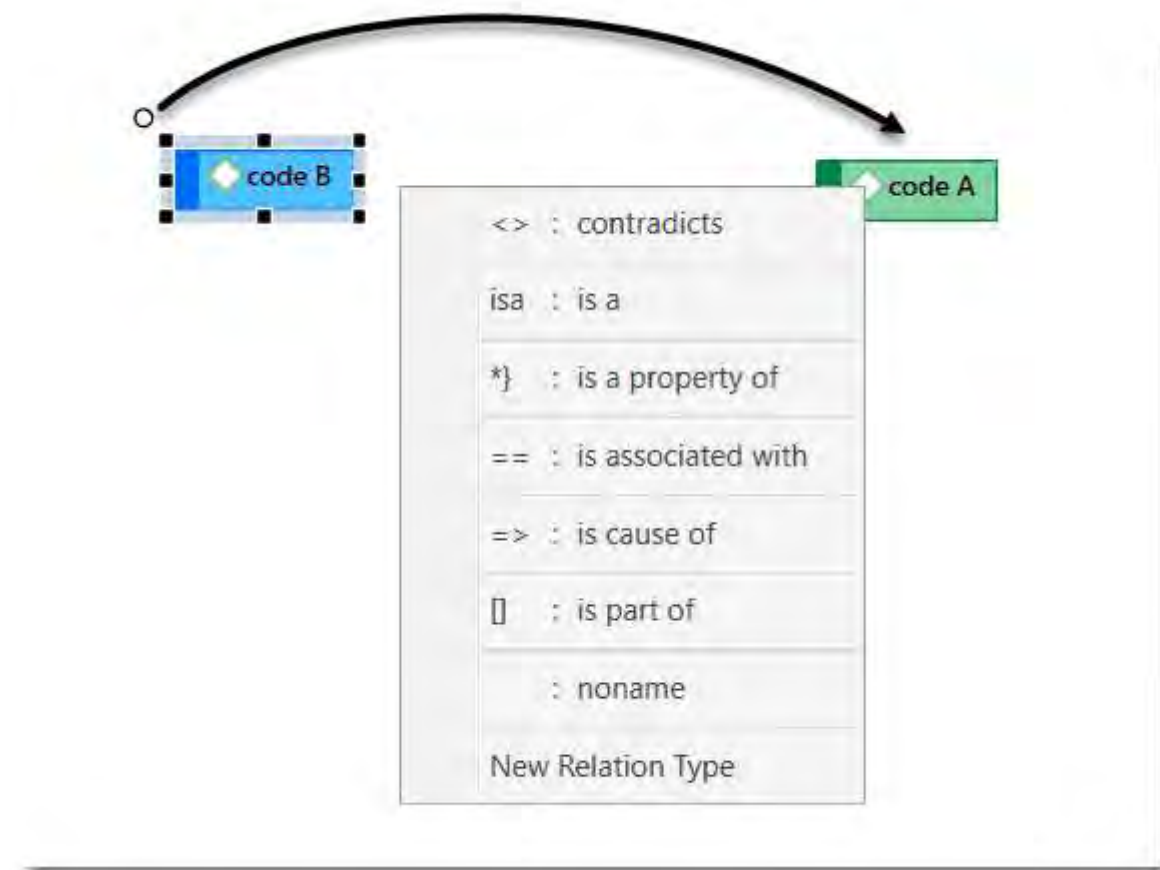 code B
code A
<> : contradicts
isa : is a
*} : is a property of
== : is associated with
=> : is cause of
[] : is part of
: noname
New Relation Type